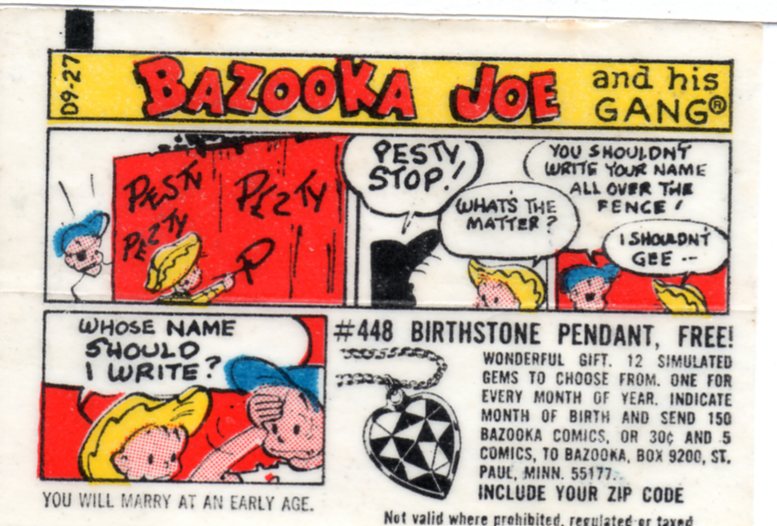 D9-27
BAZOOKA JOE
and his
GANG®
PESTY
PEZTY
PEZTY
P
PESTY
STOP!
WHAT'S THE
MATTER?
YOU SHOULDN'T
WRITE YOUR NAME
ALL OVER THE
FENCE!
I SHOULDN'T
GEE --
WHOSE NAME
SHOULD
I WRITE?
YOU WILL MARRY AT AN EARLY AGE.
#448 BIRTHSTONE PENDANT, FREE!
WONDERFUL GIFT. 12 SIMULATED
GEMS TO CHOOSE FROM. ONE FOR
EVERY MONTH OF YEAR. INDICATE
MONTH OF BIRTH AND SEND 150
BAZOOKA COMICS, OR 30¢ AND 5
COMICS, TO BAZOOKA, BOX 9200, ST.
PAUL, MINN. 55177.
INCLUDE YOUR ZIP CODE
Not valid where prohibited, regulated or taxed